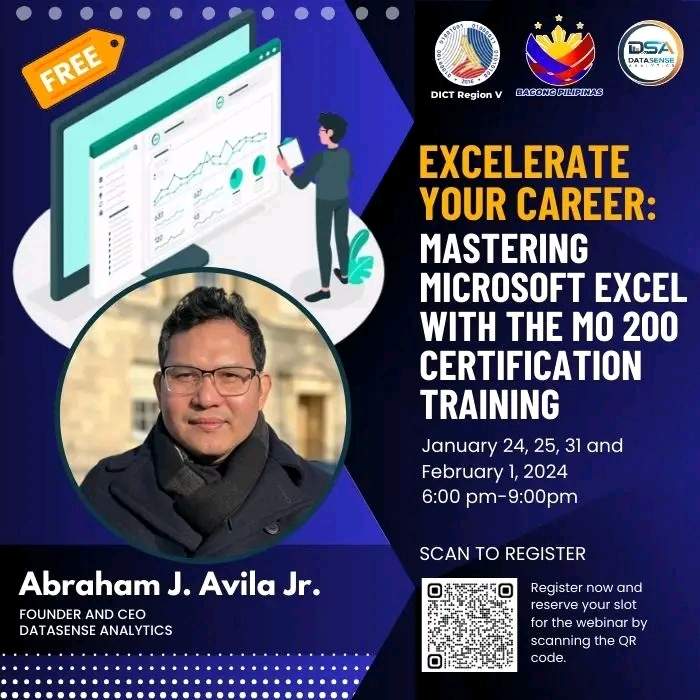 FREE
DICT Region V
BAGONG PILIPINAS
DSA
DATASENSE
ANALYTICS
EXCELERATE
YOUR CAREER:
MASTERING
MICROSOFT EXCEL
WITH THE MO 200
CERTIFICATION
TRAINING
January 24, 25, 31 and
February 1, 2024
6:00 pm-9:00pm
SCAN TO REGISTER
Register now and
reserve your slot
for the webinar by
scanning the QR
code.
Abraham J. Avila Jr.
FOUNDER AND CEO
DATASENSE ANALYTICS